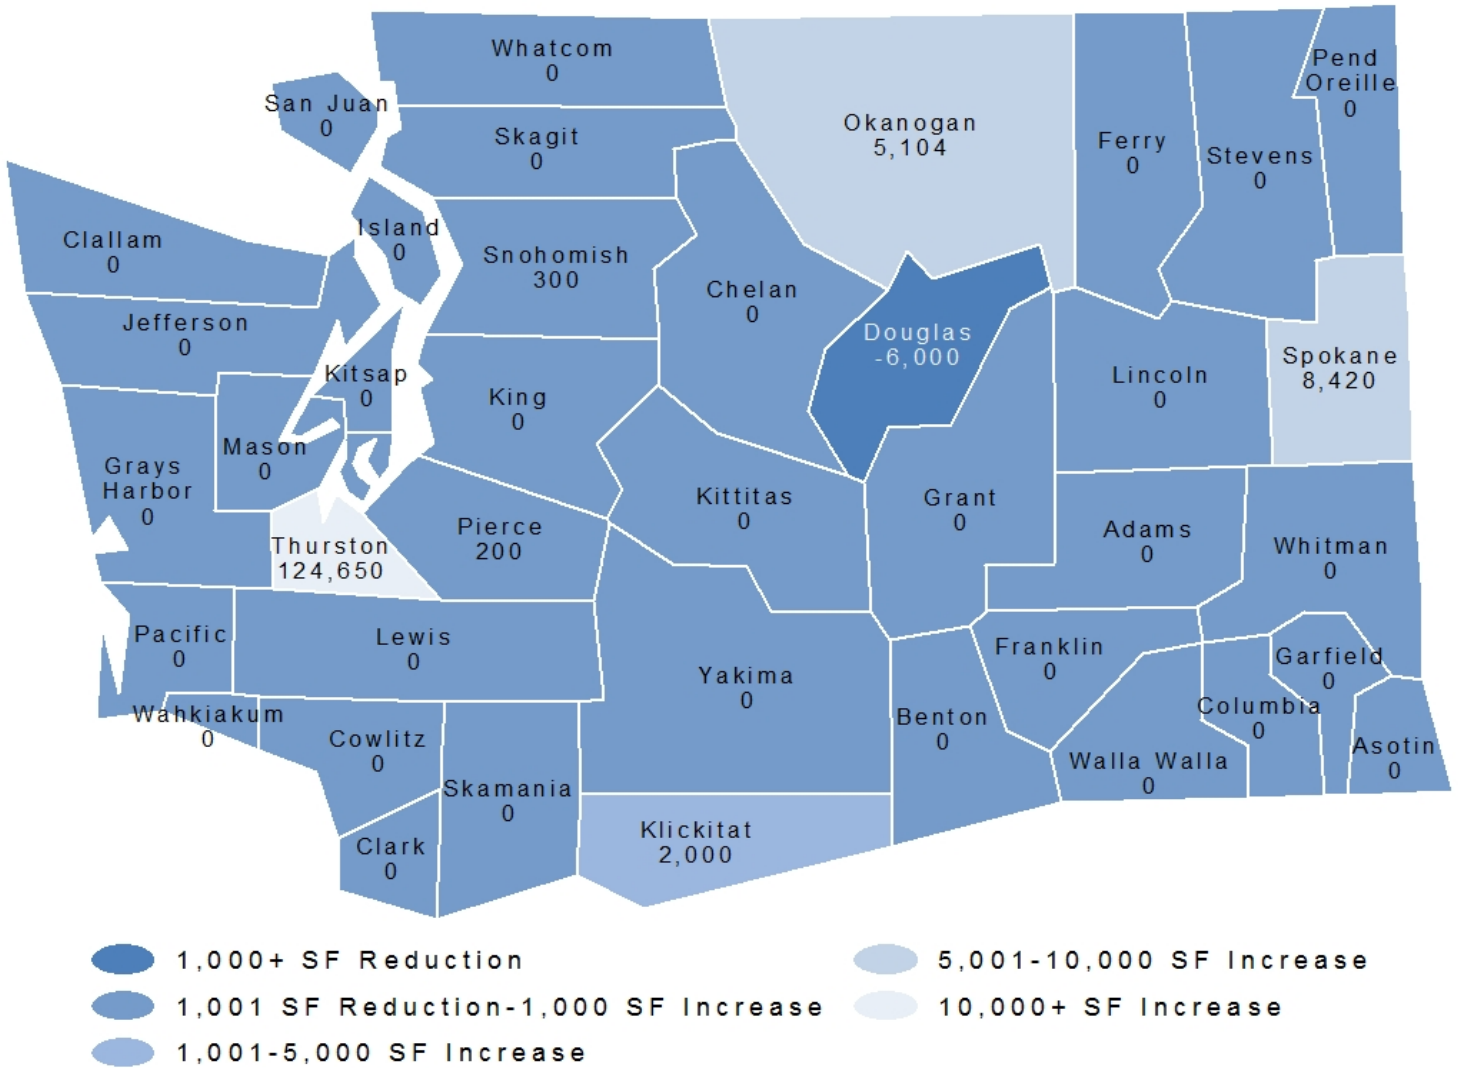 Whatcom
0
San Juan
0
Skagit
0
Okanogan
5,104
Ferry
0
Stevens
0
Pend
Oreille
0
Clallam
0
Island
0
Snohomish
300
Chelan
0
Jefferson
0
Kitsap
0
King
0
Douglas
-6,000
Lincoln
0
Spokane
8,420
Grays
Harbor
0
Mason
0
Thurston
124,650
Pierce
200
Kittitas
0
Grant
0
Adams
0
Whitman
0
Pacific
0
Lewis
0
Yakima
0
Benton
0
Franklin
0
Garfield
0
Columbia
0
Walla Walla
0
Asotin
0
Wahkiakum
0
Cowlitz
0
Skamania
0
Clark
0
Klickitat
2,000
1,000+ SF Reduction
1,001 SF Reduction-1,000 SF Increase
1,001-5,000 SF Increase
5,001-10,000 SF Increase
10,000+ SF Increase